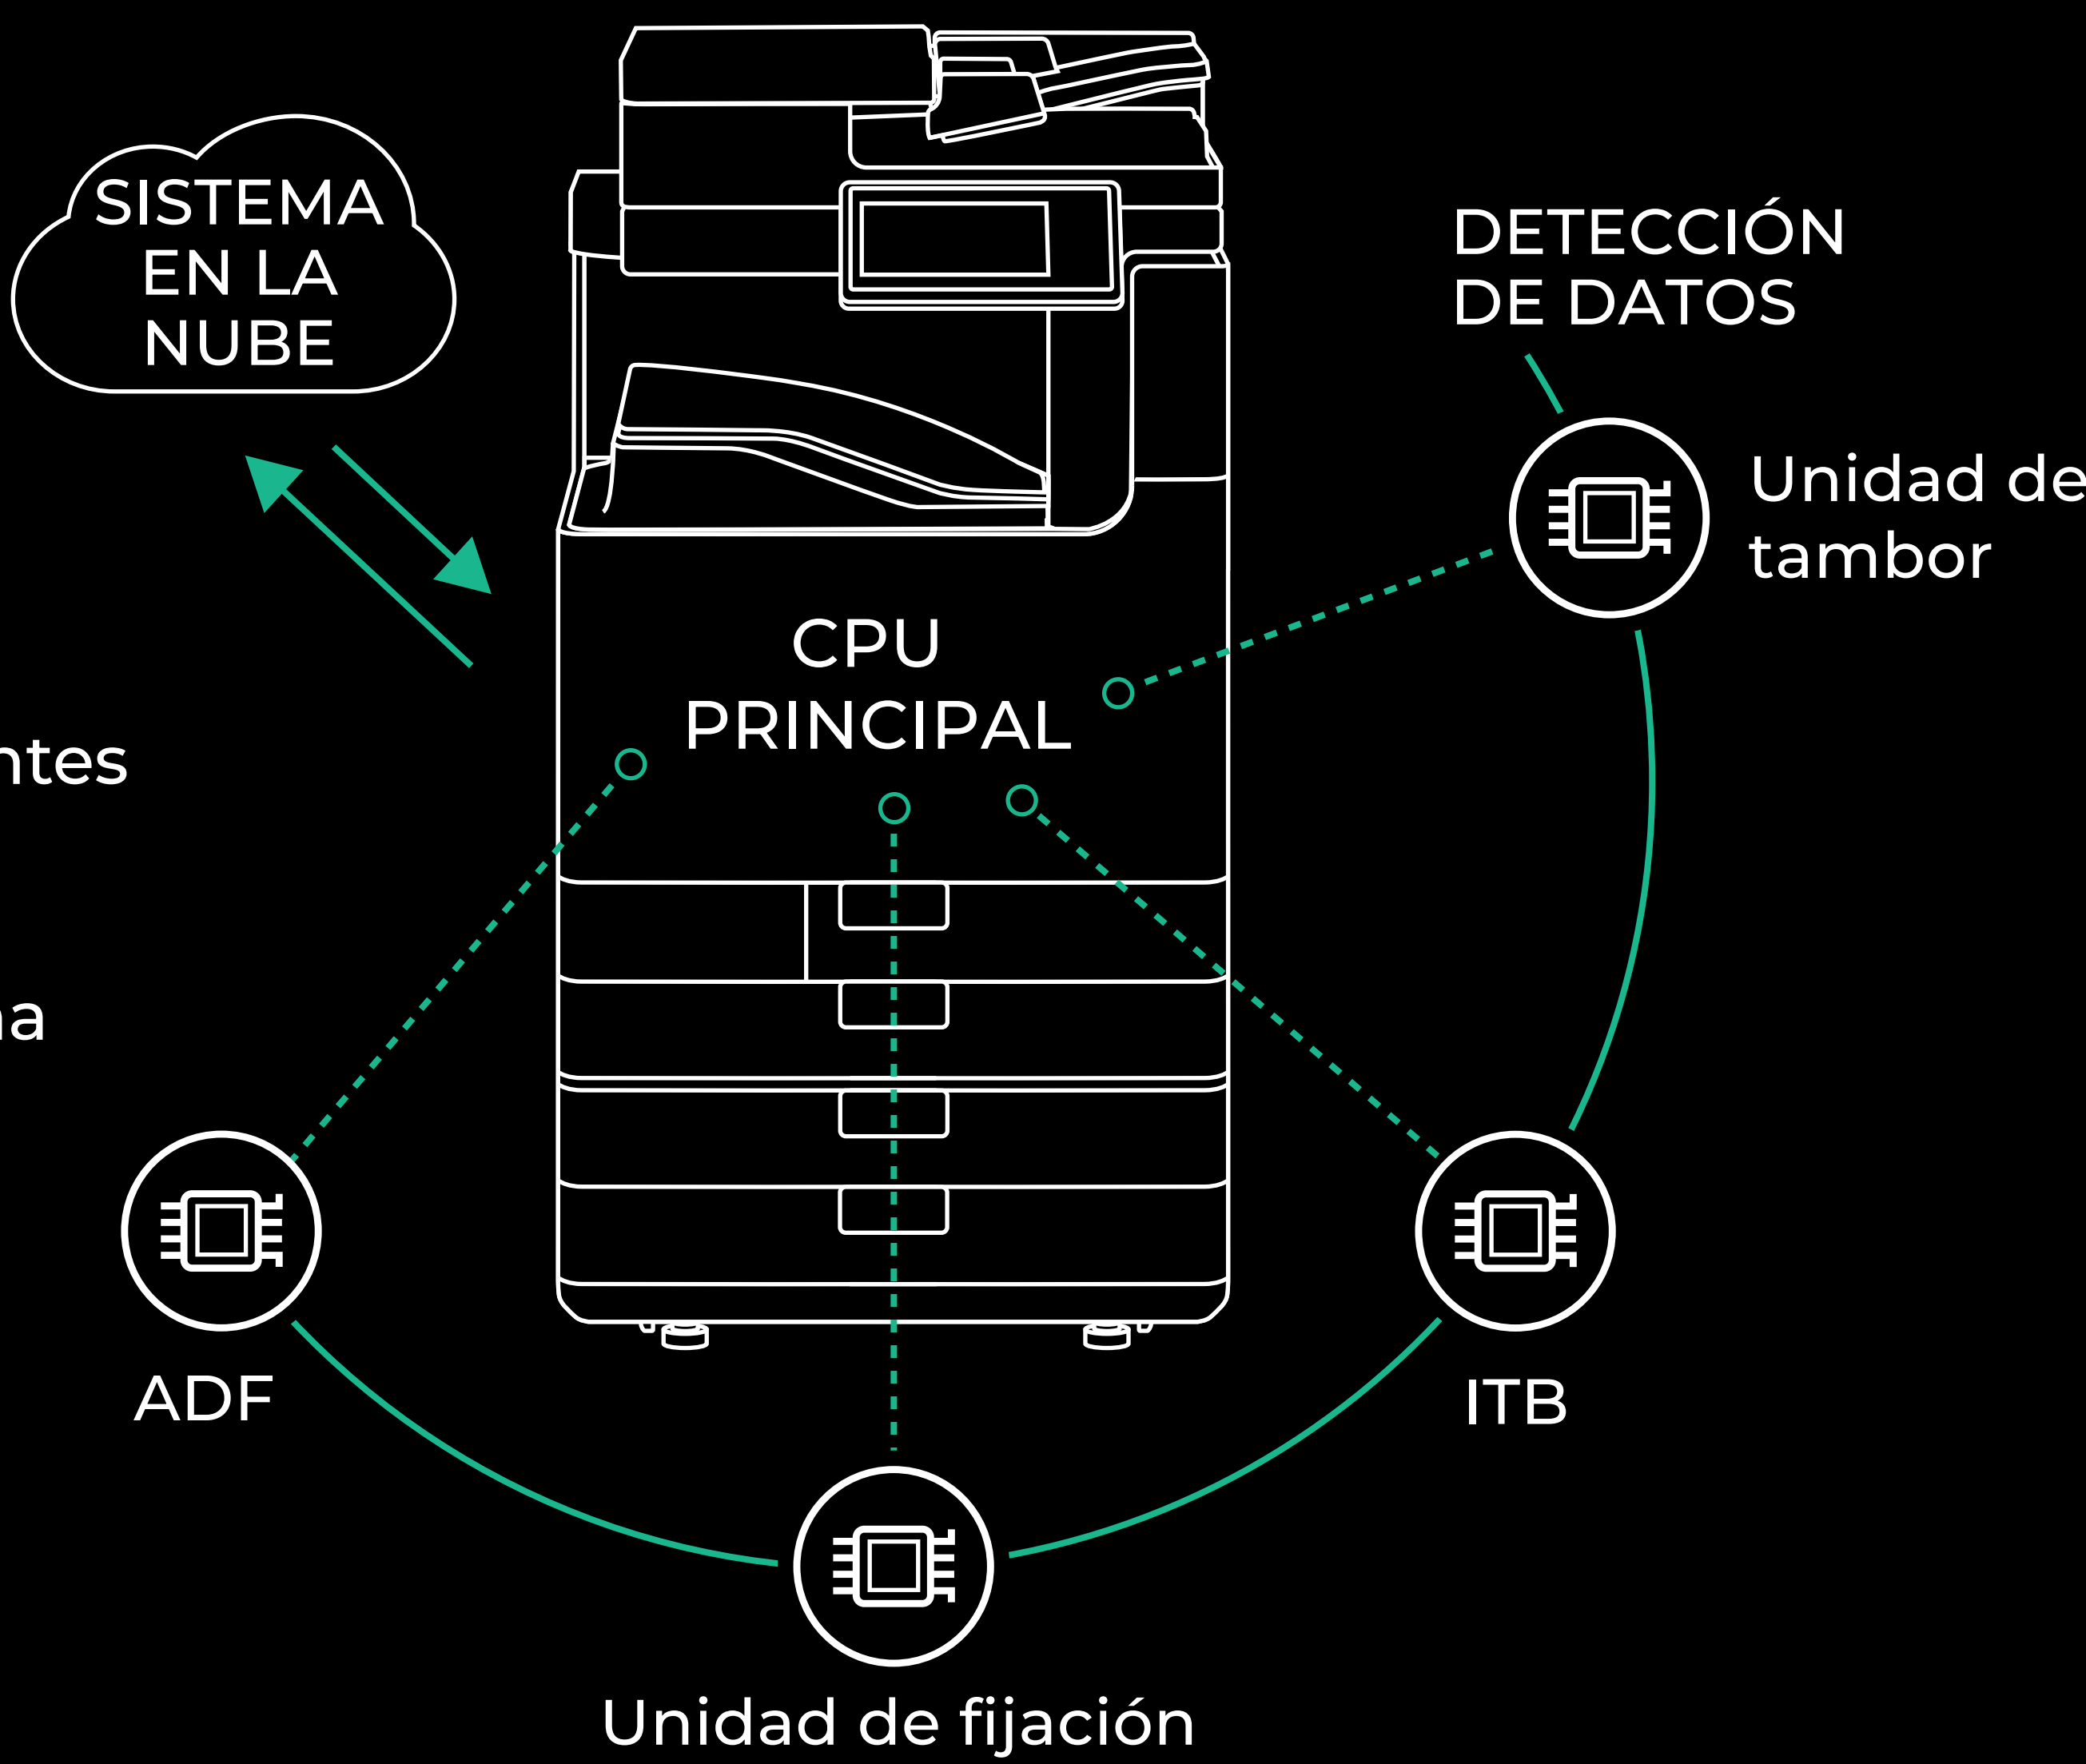 SISTEMA
EN LA
NUBE
DETECCIÓN
DE DATOS
Unidad de
tambor
CPU
PRINCIPAL
ADF
ITB
Unidad de fijación